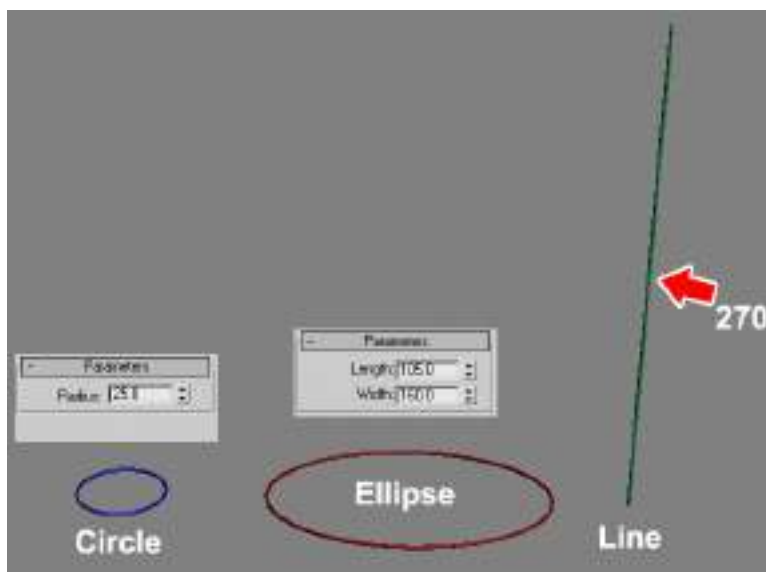 270
- Parameters
Length: 105.0
Width: 160.0
- Parameters
Radius: 25.0
Ellipse
Circle
Line